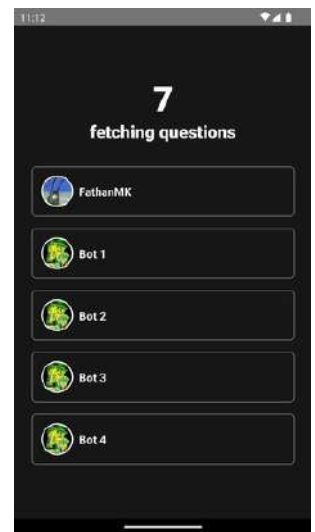 11:12
7
fetching questions
FathanMK
Bot 1
Bot 2
Bot 3
Bot 4